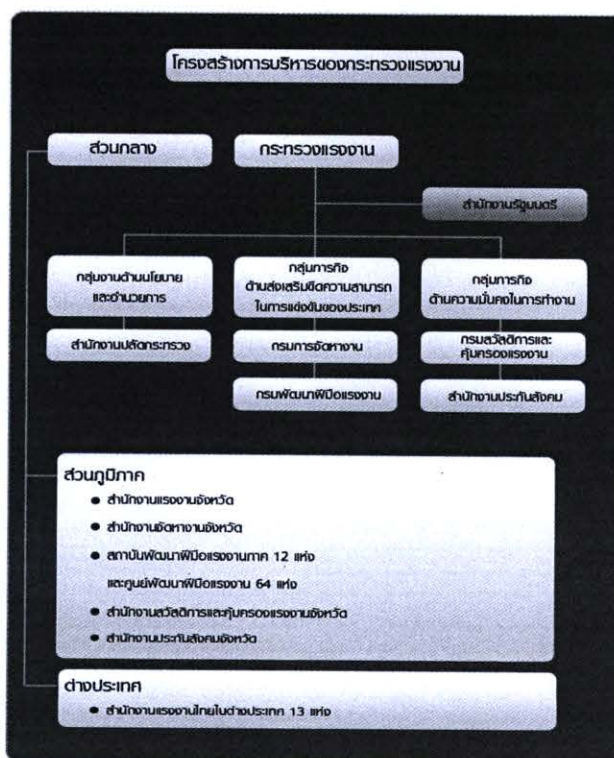 โครงสร้างการบริหารของกระทรวงแรงงาน
ส่วนกลาง
กระทรวงแรงงาน
สำนักงานรัฐมนตรี
กลุ่มงานด้านนโยบาย
และอำนวยการ
กลุ่มภารกิจ
ด้านส่งเสริมขีดความสามารถ
ในการแข่งขันของประเทศ
กลุ่มภารกิจ
ด้านความมั่นคงในการทำงาน
สำนักงานปลัดกระทรวง
กรมการจัดหางาน
กรมสวัสดิการและ
คุ้มครองแรงงาน
กรมพัฒนาฝีมือแรงงาน
สำนักงานประกันสังคม
ส่วนภูมิภาค
● สำนักงานแรงงานจังหวัด
● สำนักงานจัดหางานจังหวัด
● สถาบันพัฒนาฝีมือแรงงานภาค 12 แห่ง
และศูนย์พัฒนาฝีมือแรงงาน 64 แห่ง
● สำนักงานสวัสดิการและคุ้มครองแรงงานจังหวัด
● สำนักงานประกันสังคมจังหวัด
ต่างประเทศ
● สำนักงานแรงงานไทยในต่างประเทศ 13 แห่ง